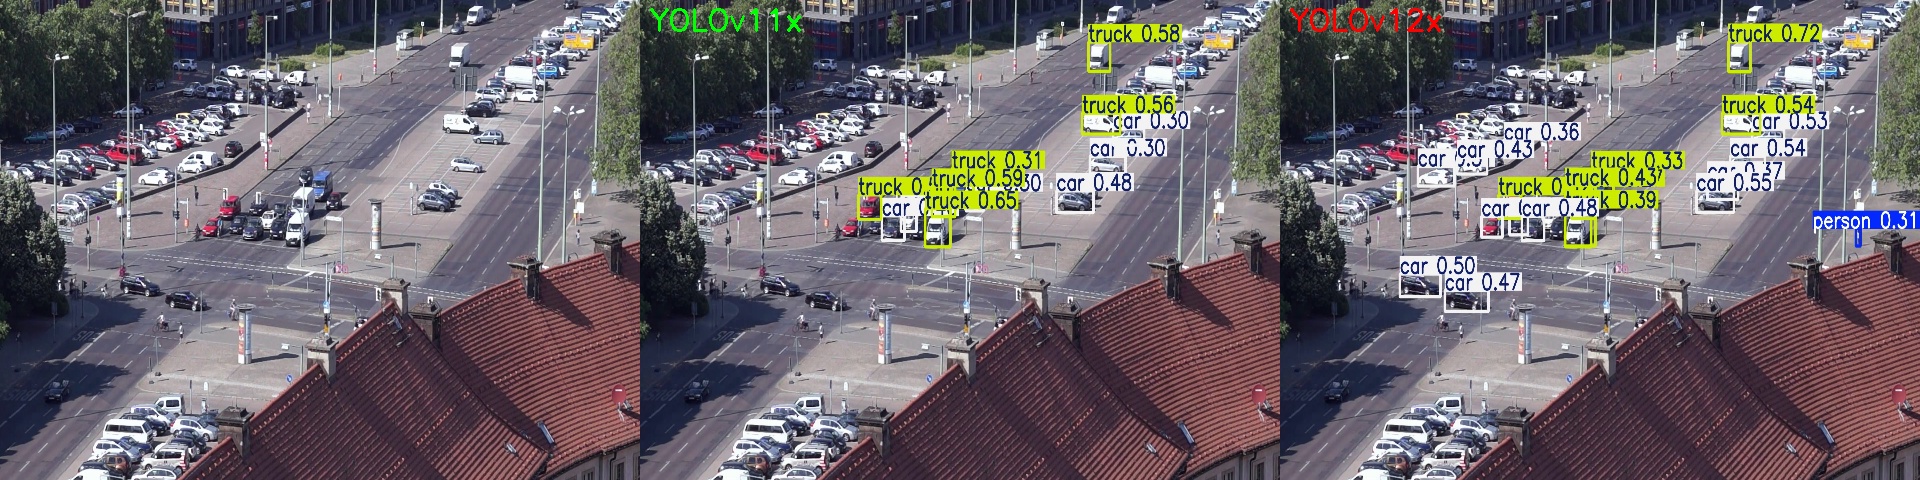 YOLOv11x
YOLOv12x
truck 0.58
truck 0.56
car 0.30
car 0.30
truck 0.31
truck 0.59
truck 0.65
car 0.48
truck 0.72
truck 0.54
car 0.53
car 0.36
car 0.43
car
car 0.54
truck 0.33
truck 0.43
car 0.55
truck
car
car 0.48
0.39
person 0.31
car 0.50
car 0.47